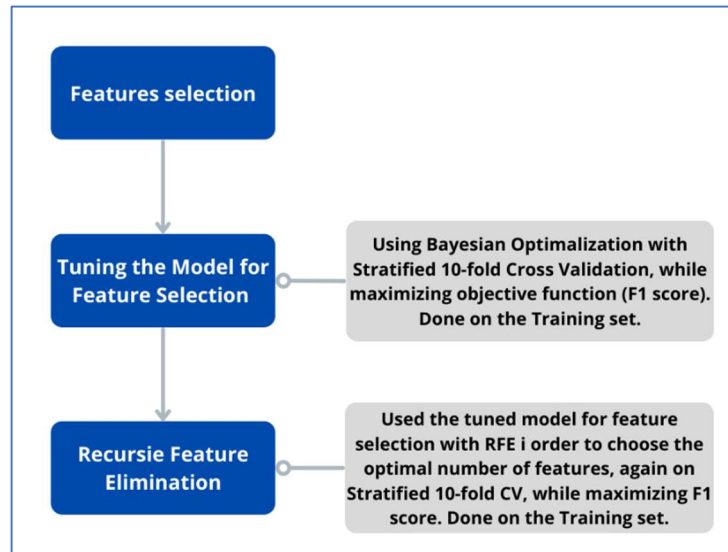 Features selection
Tuning the Model for
Feature Selection
Using Bayesian Optimalization with
Stratified 10-fold Cross Validation, while
maximizing objective function (F1 score).
Done on the Training set.
Recursie Feature
Elimination
Used the tuned model for feature
selection with RFE i order to choose the
optimal number of features, again on
Stratified 10-fold CV, while maximizing F1
score. Done on the Training set.